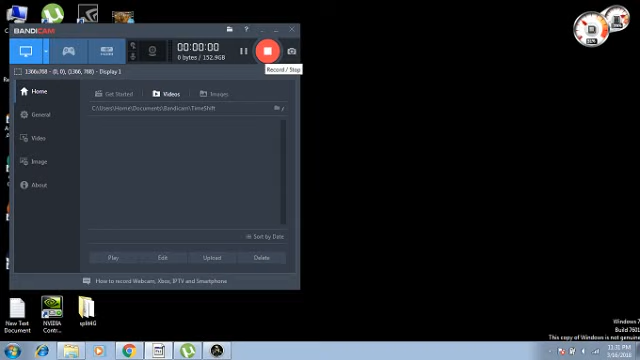 BANDICAM
00:00:00
0 bytes / 152.9GB
Record / Stop
1366x768 - (0, 0), (1366, 768) - Display 1
Home
Get Started
Videos
Images
C:\Users\Home\Documents\Bandicam\TimeShift
General
Video
Image
About
Sort by Date
Play
Edit
Upload
Delete
How to record Webcam, Xbox, IPTV and Smartphone
New Text
Document
NVIDIA
Contr...
Windows 7
Build 7601
This copy of Windows is not genuine